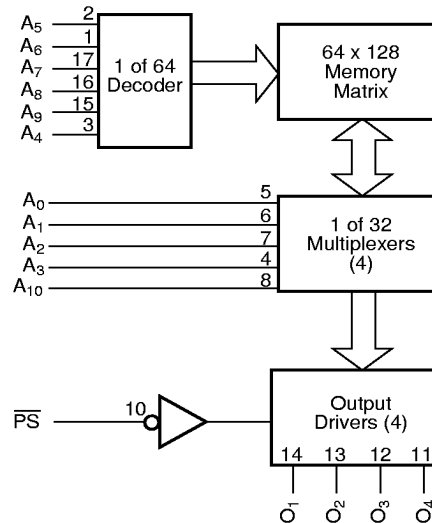 A5 2
A6 1
A7 17
A8 16
A9 15
A4 3
1 of 64
Decoder
64 x 128
Memory
Matrix
A0 5
A1 6
A2 7
A3 4
A10 8
1 of 32
Multiplexers
(4)
PS 10
Output
Drivers (4)
14 13 12 11
O1 O2 O3 O4